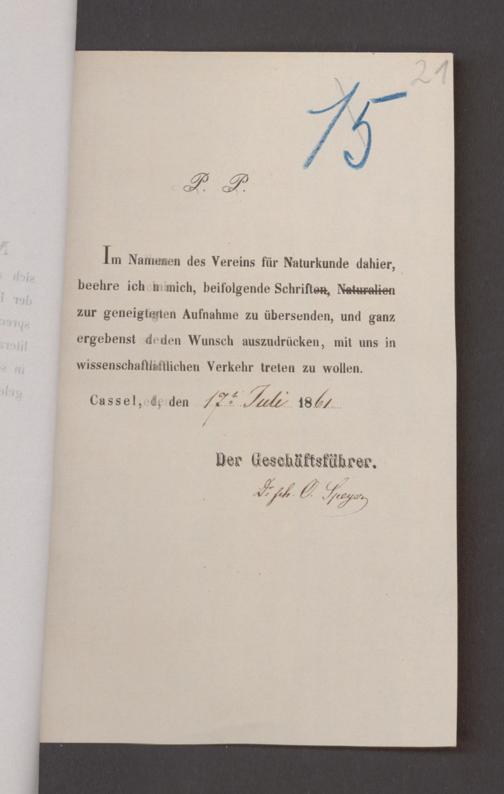 21
15
P. P.
Im Namen des Vereins für Naturkunde dahier,
beehre ich mich, beifolgende Schriften, Naturalien
zur geneigten Aufnahme zu übersenden, und ganz
ergebenst den Wunsch auszudrücken, mit uns in
wissenschaftlichen Verkehr treten zu wollen.
Cassel, den 17t Juli 1861
Der Geschäftsführer.
Dr. ph. O. Speyer